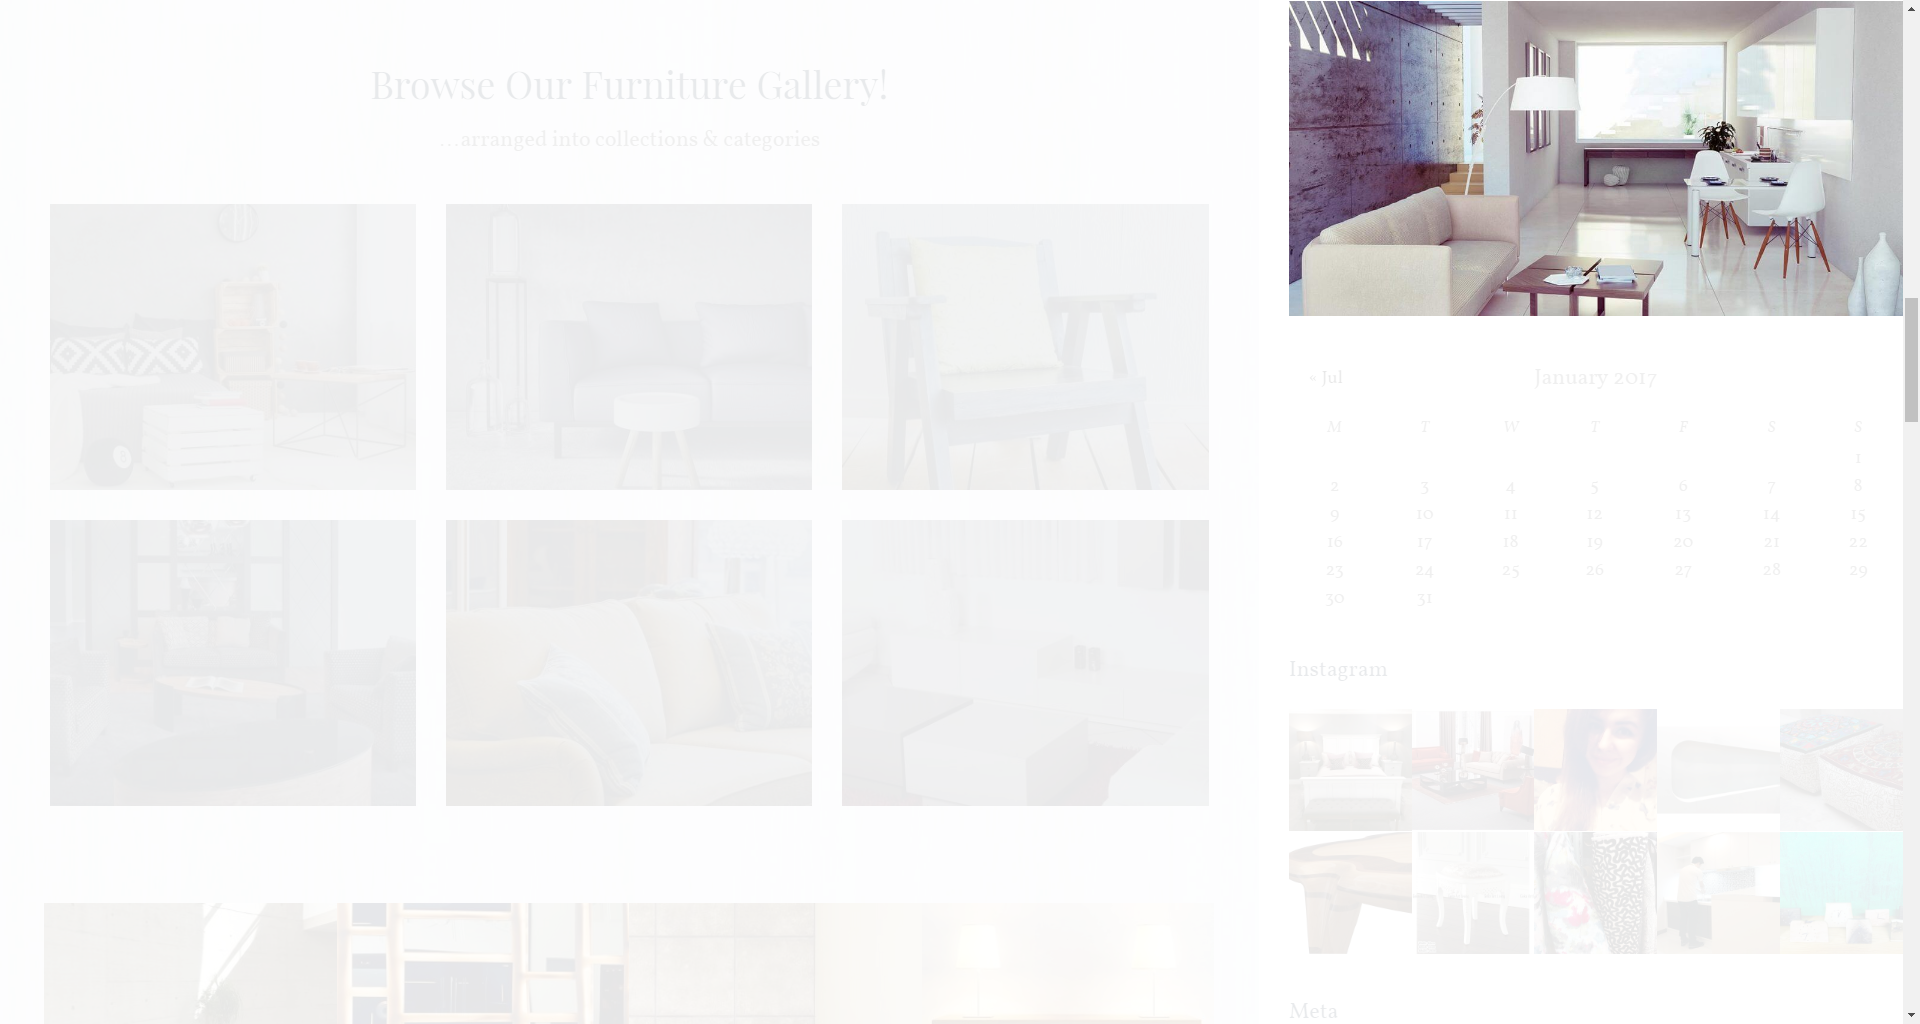 Browse Our Furniture Gallery!
...arranged into collections & categories
« Jul
January 2017
M T W T F S S
1
2 3 4 5 6 7 8
9 10 11 12 13 14 15
16 17 18 19 20 21 22
23 24 25 26 27 28 29
30 31
Instagram
Meta